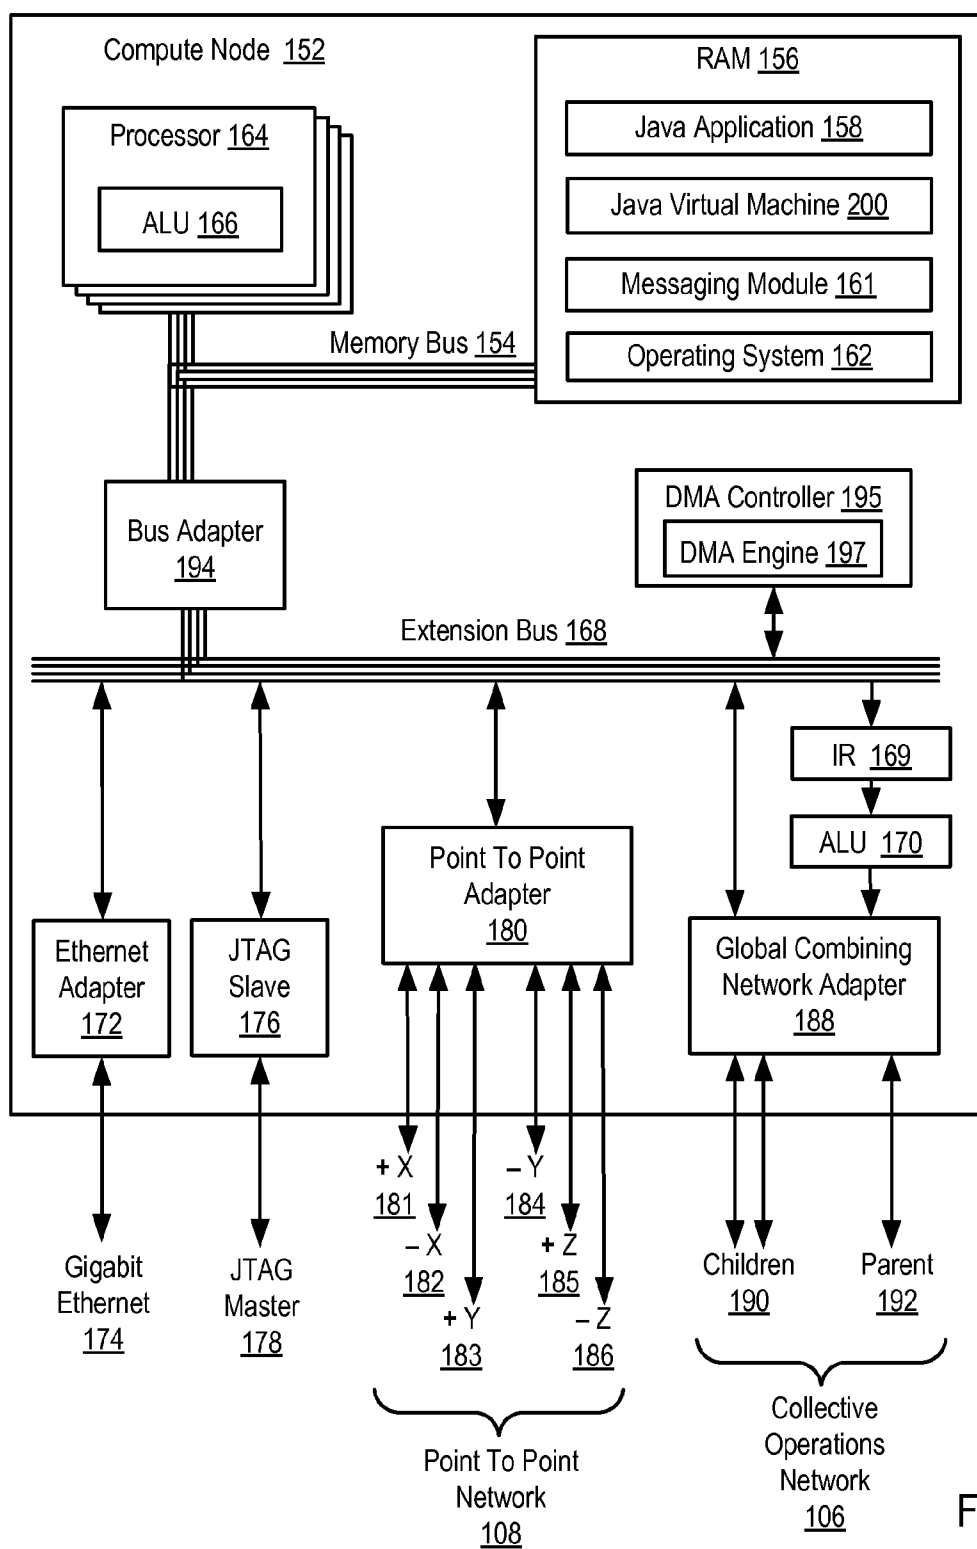 Compute Node 152
RAM 156
Processor 164
ALU 166
Java Application 158
Java Virtual Machine 200
Messaging Module 161
Operating System 162
Memory Bus 154
Bus Adapter
194
DMA Controller 195
DMA Engine 197
Extension Bus 168
IR 169
ALU 170
Point To Point
Adapter
180
Ethernet
Adapter
172
JTAG
Slave
176
Global Combining
Network Adapter
188
+ X
181
– X
182
+ Y
183
– Y
184
+ Z
185
– Z
186
Gigabit
Ethernet
174
JTAG
Master
178
Children
190
Parent
192
Point To Point
Network
108
Collective
Operations
Network
106
F